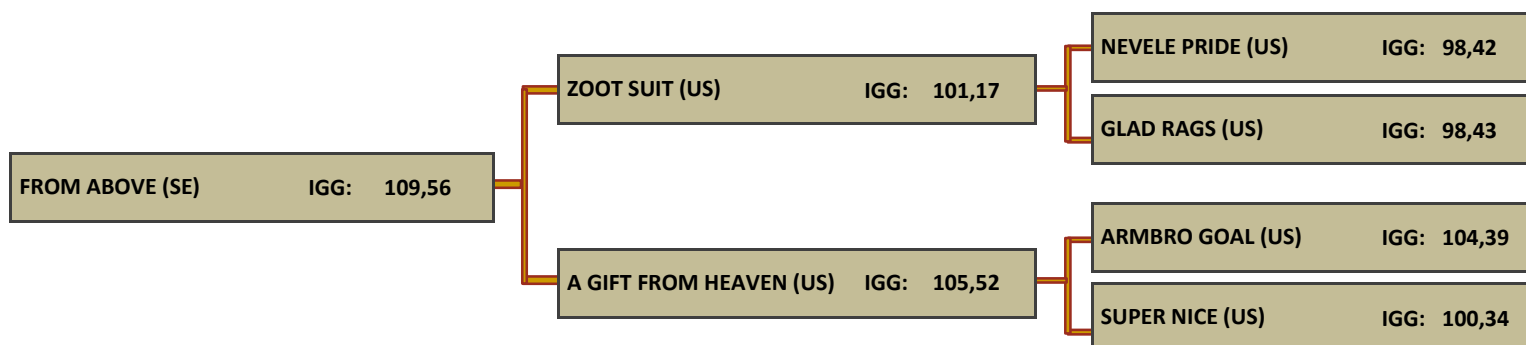 NEVELE PRIDE (US) IGG: 98,42
ZOOT SUIT (US) IGG: 101,17
GLAD RAGS (US) IGG: 98,43
FROM ABOVE (SE) IGG: 109,56
ARMBRO GOAL (US) IGG: 104,39
A GIFT FROM HEAVEN (US) IGG: 105,52
SUPER NICE (US) IGG: 100,34